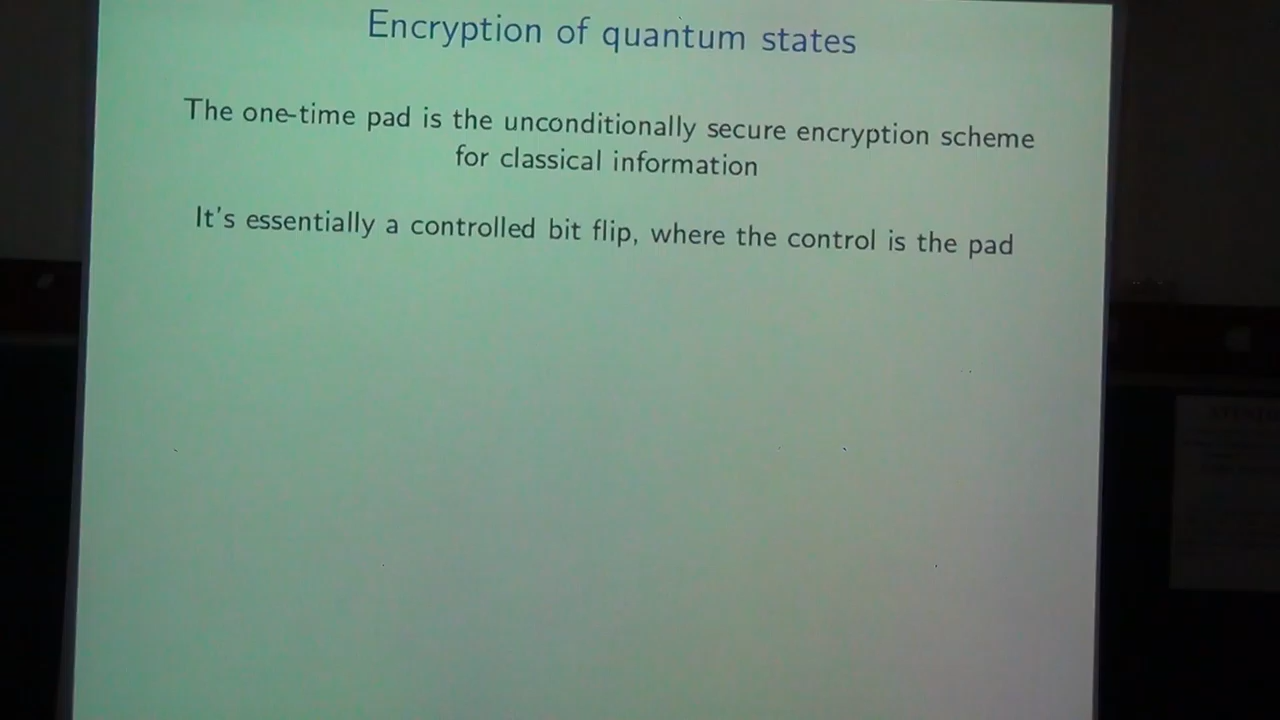 Encryption of quantum states
The one-time pad is the unconditionally secure encryption scheme
for classical information
It's essentially a controlled bit flip, where the control is the pad